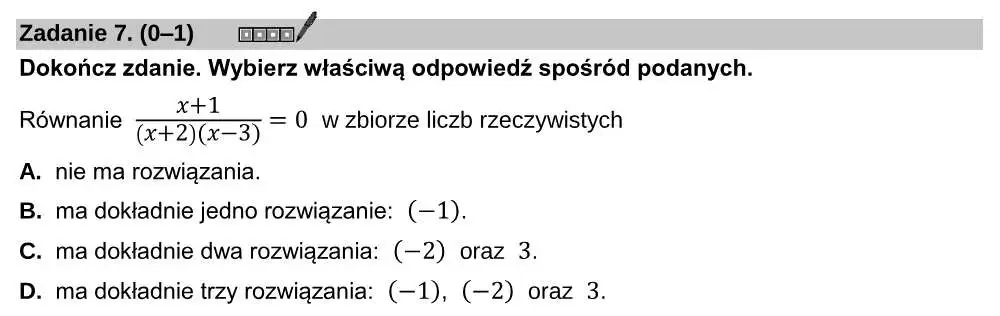 Zadanie 7. (0–1)
Dokończ zdanie. Wybierz właściwą odpowiedź spośród podanych.
Równanie \frac{x+1}{(x+2)(x−3)} = 0 w zbiorze liczb rzeczywistych
A. nie ma rozwiązania.
B. ma dokładnie jedno rozwiązanie: (−1).
C. ma dokładnie dwa rozwiązania: (−2) oraz 3.
D. ma dokładnie trzy rozwiązania: (−1), (−2) oraz 3.